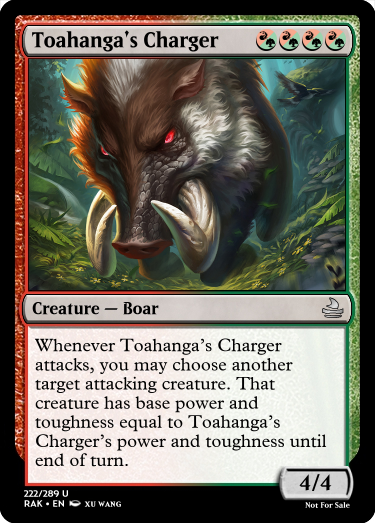 Toahanga's Charger
Creature — Boar
Whenever Toahanga's Charger
attacks, you may choose another
target attacking creature. That
creature has base power and
toughness equal to Toahanga's
Charger's power and toughness until
end of turn.
4/4
222/289 U
RAK • EN XU WANG
Not For Sale